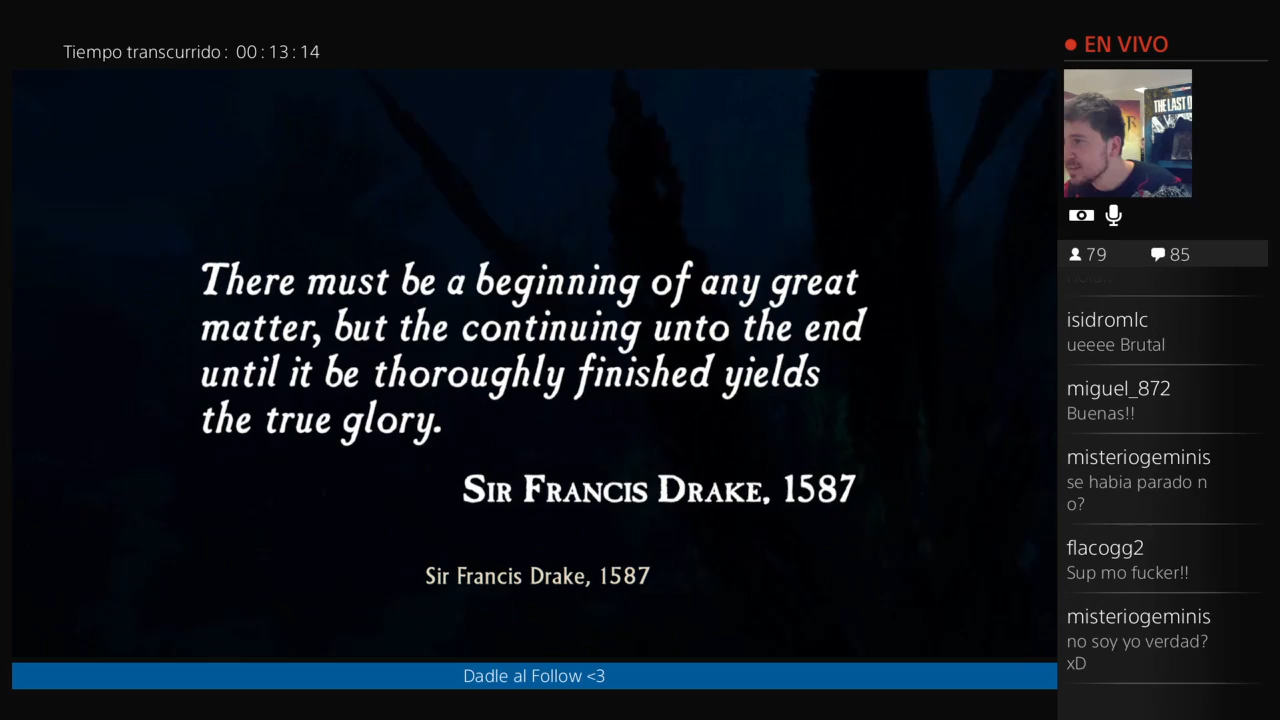 Tiempo transcurrido: 00:13:14
EN VIVO
THE LAST O
79 85
There must be a beginning of any great
matter, but the continuing unto the end
until it be thoroughly finished yields
the true glory.
SIR FRANCIS DRAKE, 1587
Sir Francis Drake, 1587
Dadle al Follow <3
isidromlc
ueeee Brutal
miguel_872
Buenas!!
misteriogeminis
se habia parado n
o?
flacogg2
Sup mo fucker!!
misteriogeminis
no soy yo verdad?
xD